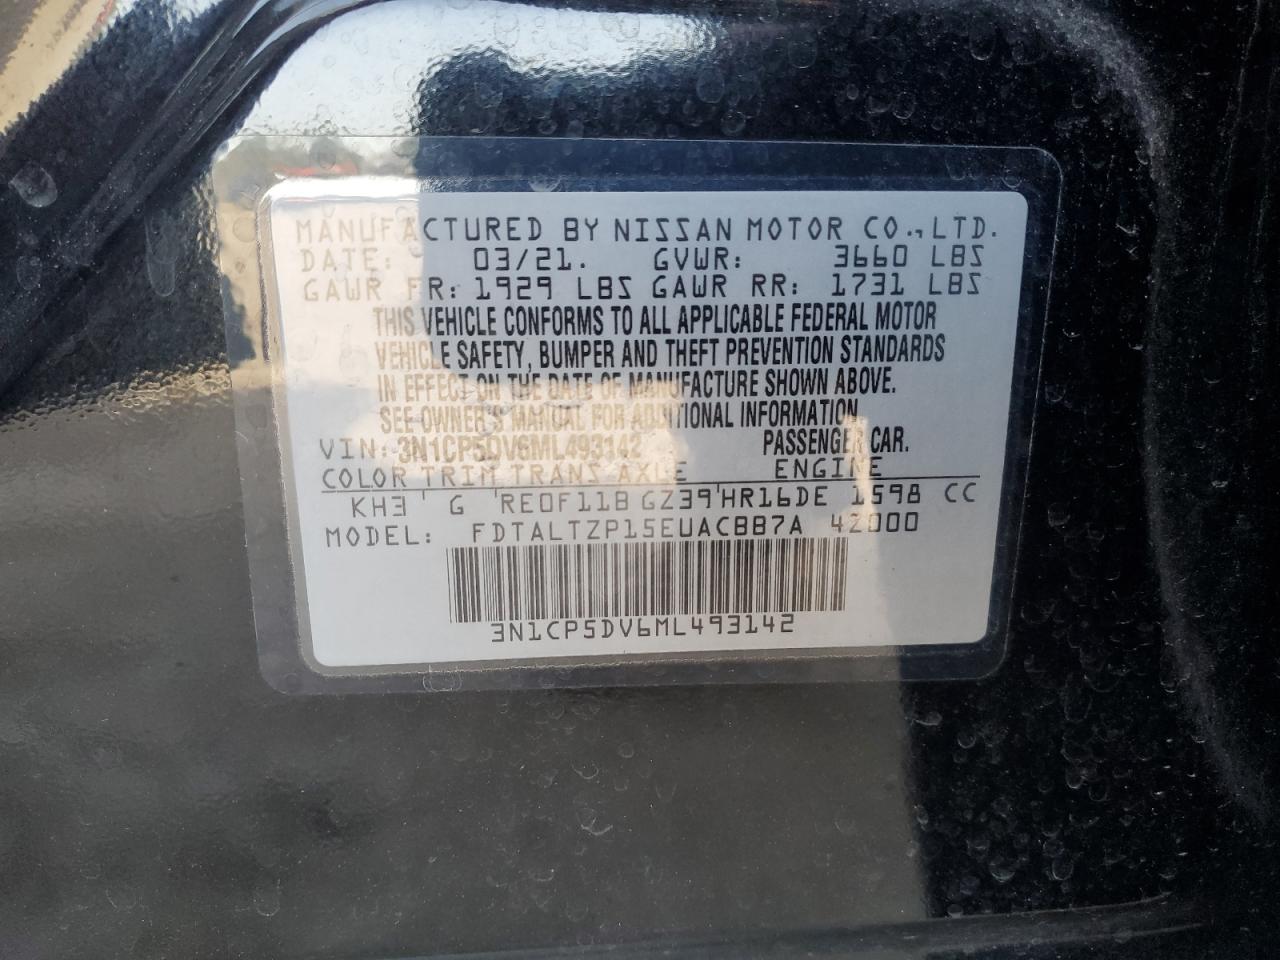 MANUFACTURED BY NISSAN MOTOR CO., LTD.
DATE: 03/21. GVWR: 3660 LBS
GAWR FR: 1929 LBS GAWR RR: 1731 LBS
THIS VEHICLE CONFORMS TO ALL APPLICABLE FEDERAL MOTOR
VEHICLE SAFETY, BUMPER AND THEFT PREVENTION STANDARDS
IN EFFECT ON THE DATE OF MANUFACTURE SHOWN ABOVE.
SEE OWNER'S MANUAL FOR ADDITIONAL INFORMATION
VIN: 3N1CP5DV6ML493142 PASSENGER CAR.
COLOR TRIM TRANS AXLE ENGINE
KH3 G RE0F11B GZ39 HR16DE 1598 CC
MODEL: FDTALTZP15EUACBB7A 42000
3N1CP5DV6ML493142